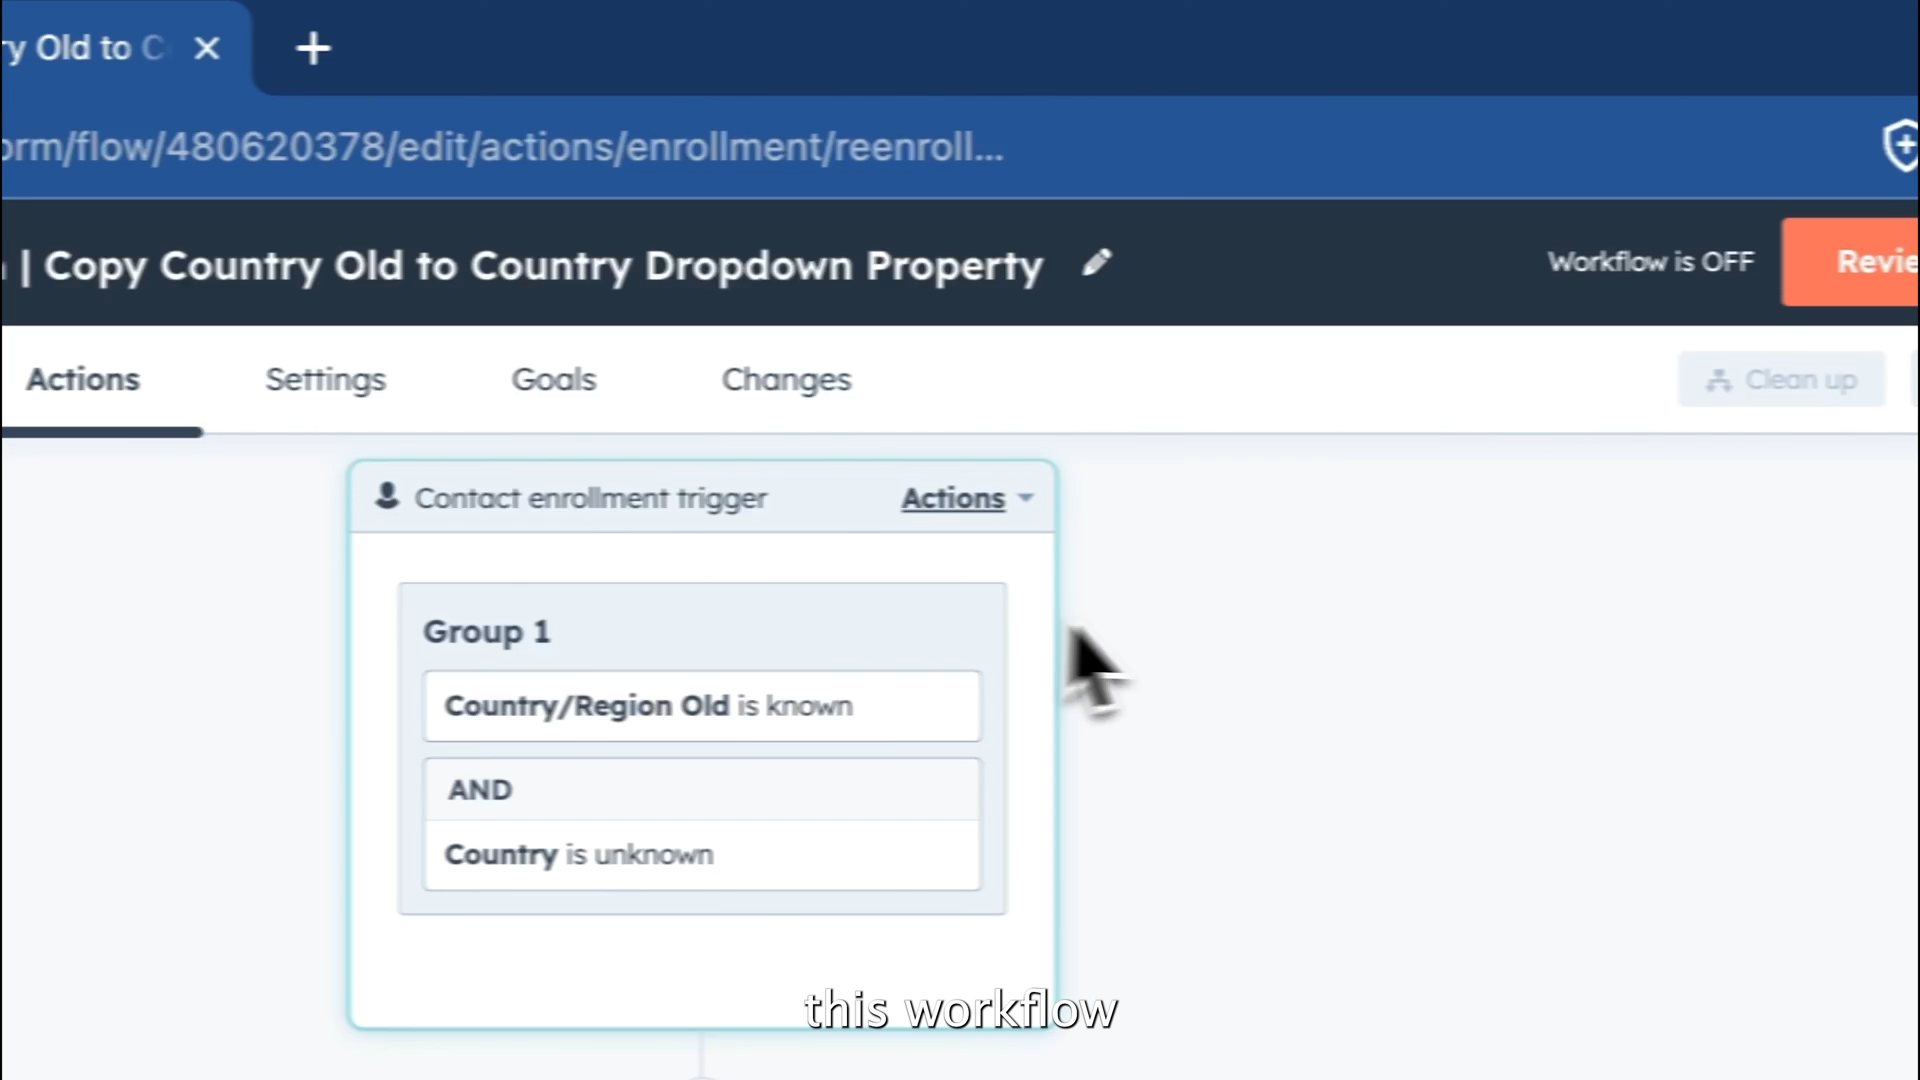 ry Old to C
orm/flow/480620378/edit/actions/enrollment/reenroll...
| Copy Country Old to Country Dropdown Property
Workflow is OFF
Revie
Actions
Settings
Goals
Changes
Clean up
Contact enrollment trigger
Actions
Group 1
Country/Region Old is known
AND
Country is unknown
this workflow